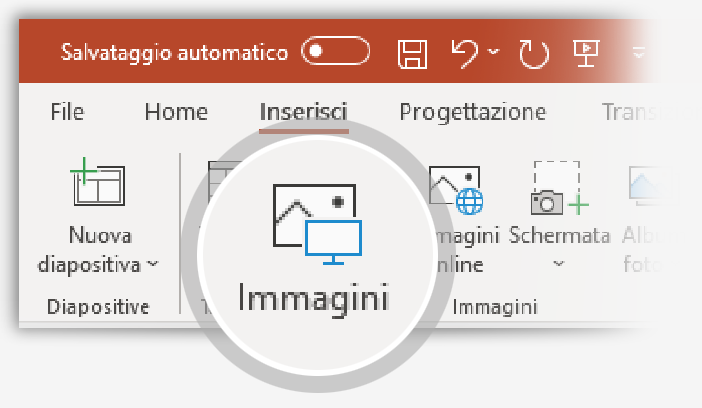 Salvataggio automatico
File Home Inserisci Progettazione
Nuova
diapositiva
Immagini
Schermata
Diapositive
Immagini